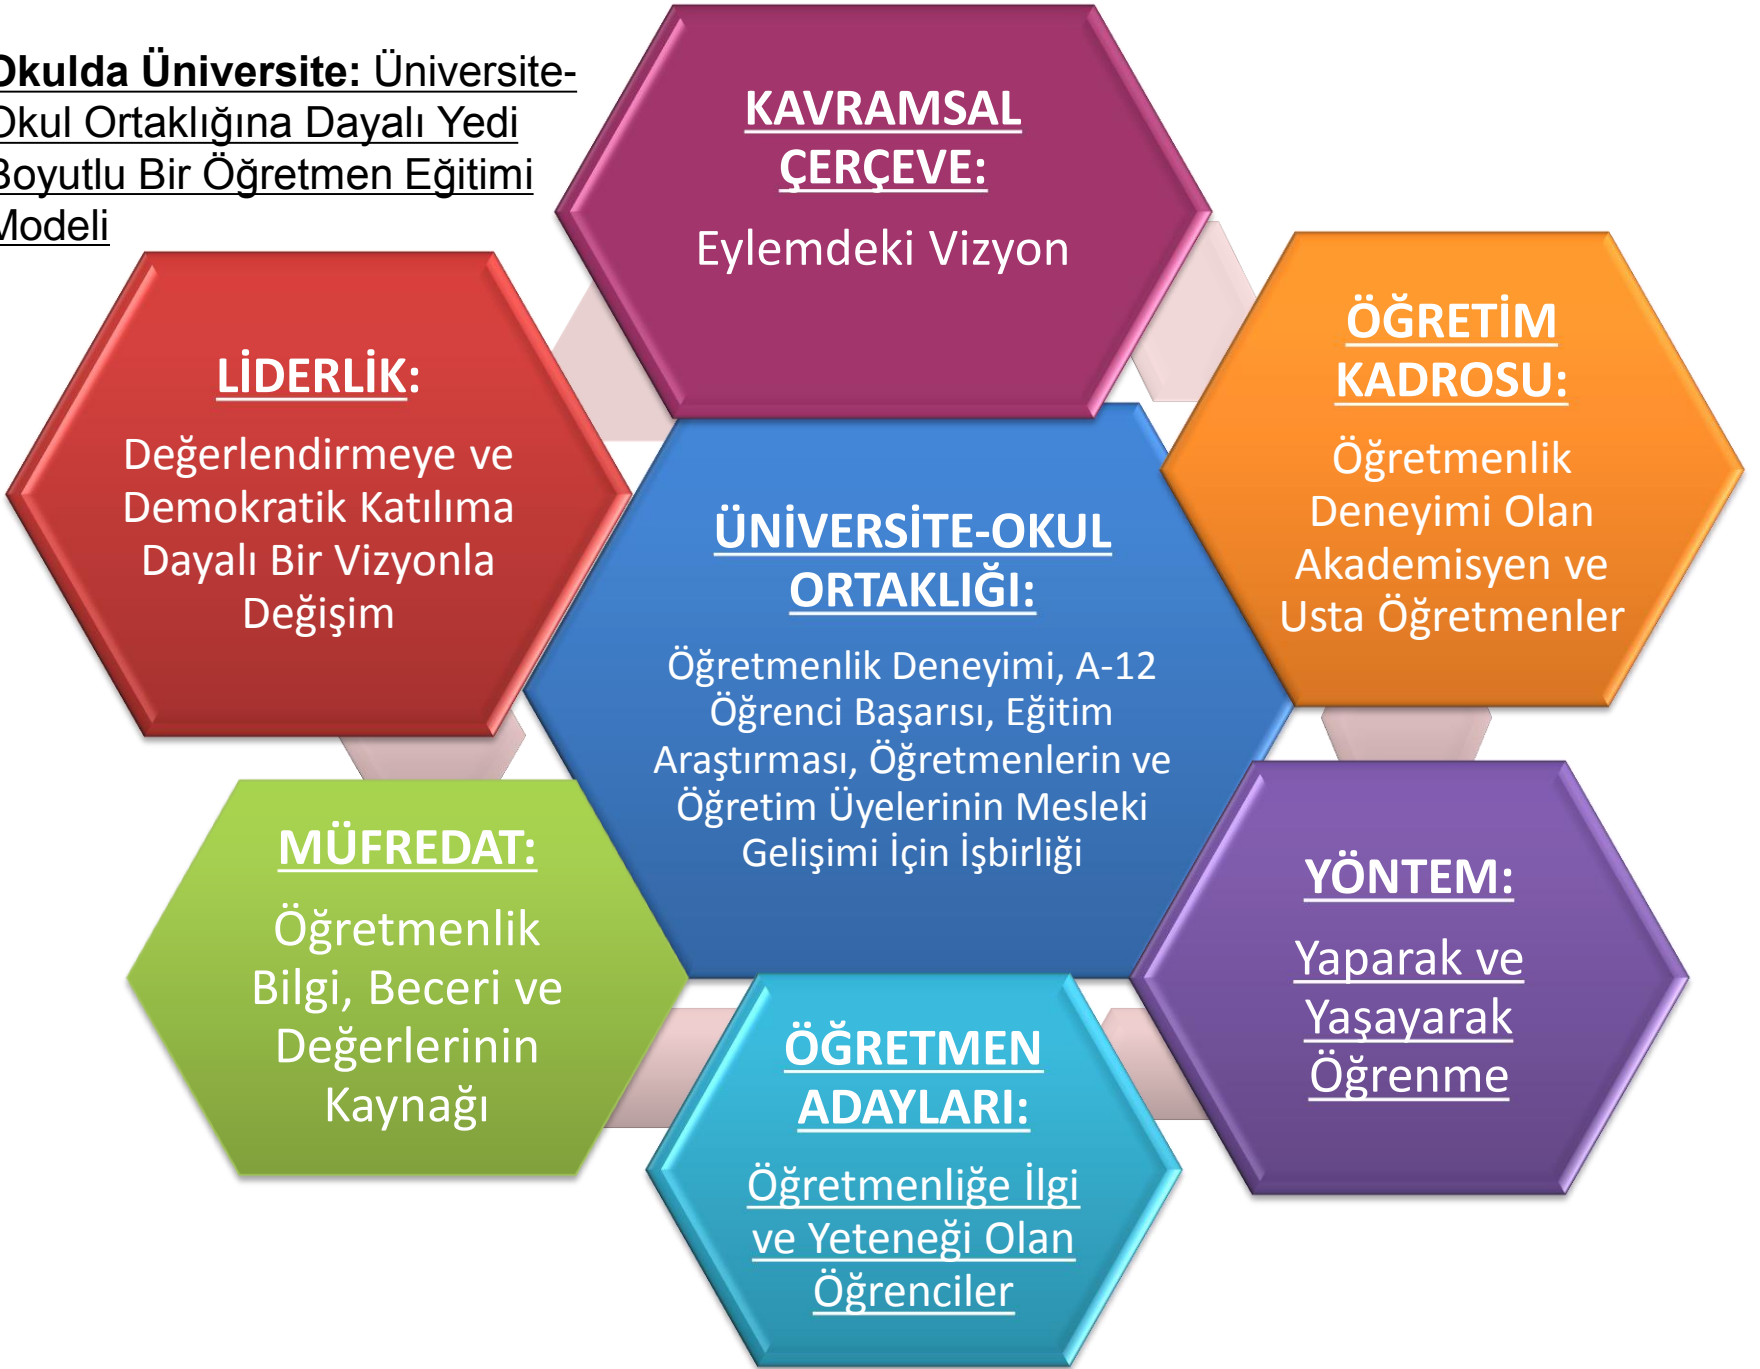 Okulda Üniversite: Üniversite-
Okul Ortaklığına Dayalı Yedi
Boyutlu Bir Öğretmen Eğitimi
Modeli
KAVRAMSAL
ÇERÇEVE:
Eylemdeki Vizyon
ÖĞRETİM
KADROSU:
Öğretmenlik
Deneyimi Olan
Akademisyen ve
Usta Öğretmenler
LİDERLİK:
Değerlendirmeye ve
Demokratik Katılıma
Dayalı Bir Vizyonla
Değişim
ÜNİVERSİTE-OKUL
ORTAKLIĞI:
Öğretmenlik Deneyimi, A-12
Öğrenci Başarısı, Eğitim
Araştırması, Öğretmenlerin ve
Öğretim Üyelerinin Mesleki
Gelişimi İçin İşbirliği
MÜFREDAT:
Öğretmenlik
Bilgi, Beceri ve
Değerlerinin
Kaynağı
YÖNTEM:
Yaparak ve
Yaşayarak
Öğrenme
ÖĞRETMEN
ADAYLARI:
Öğretmenliğe İlgi
ve Yeteneği Olan
Öğrenciler